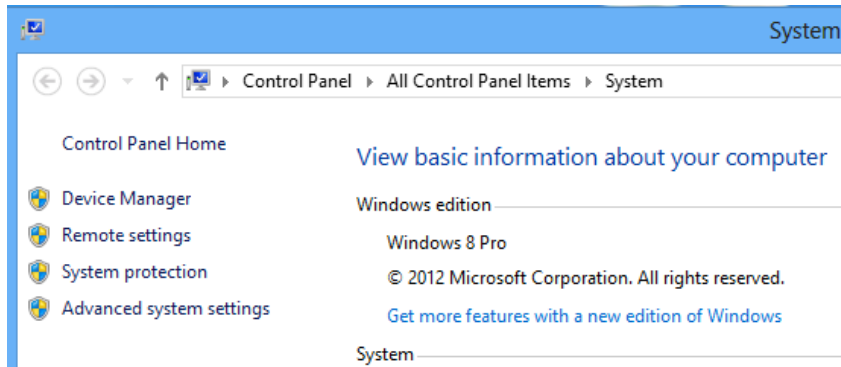 System
Control Panel All Control Panel Items System
Control Panel Home
Device Manager
Remote settings
System protection
Advanced system settings
View basic information about your computer
Windows edition
Windows 8 Pro
© 2012 Microsoft Corporation. All rights reserved.
Get more features with a new edition of Windows
System